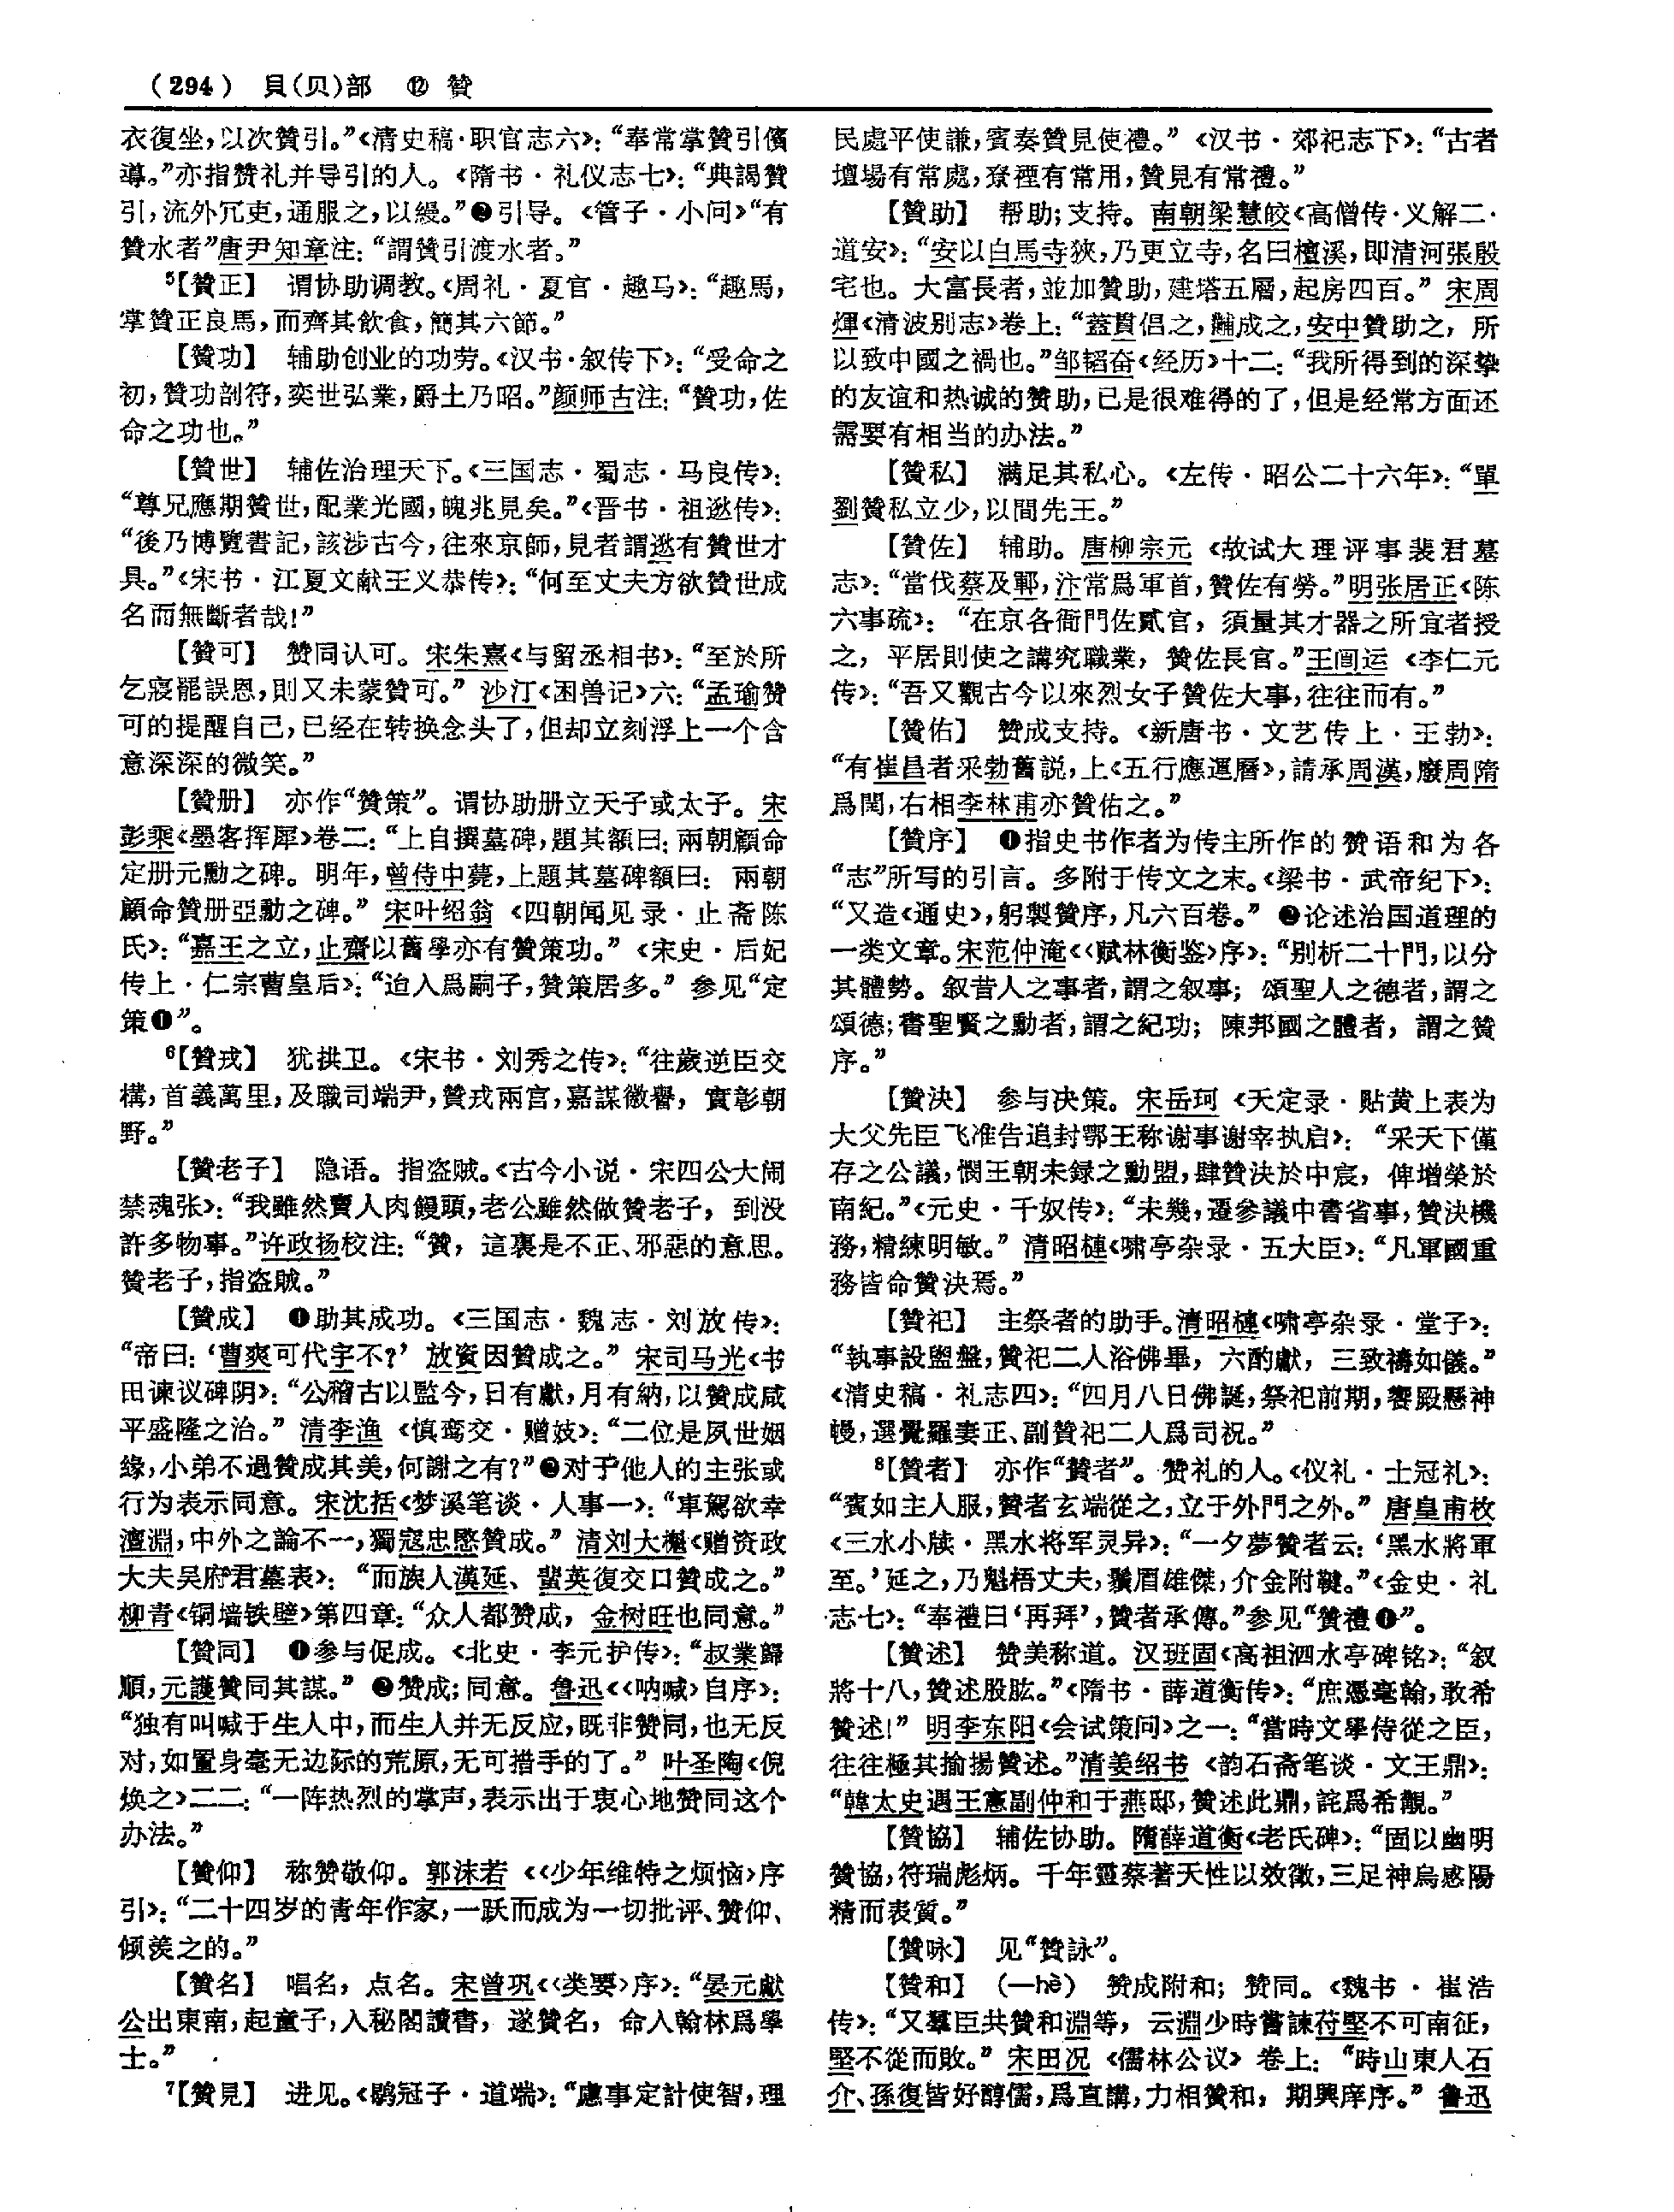 （294） 貝（贝）部 ⑫ 贊
衣復坐，以次贊引。”《清史稿·职官志六》：“奉常掌贊引儐
導。”亦指赞礼并导引的人。《隋书·礼仪志七》：“典謁贊
引，流外冗吏，通服之，以縵。”❷引导。《管子·小问》“有
贊水者”唐尹知章注：“謂贊引渡水者。”
⁵【贊正】 谓协助调教。《周礼·夏官·趣马》：“趣馬，
掌贊正良馬，而齊其飲食，簡其六節。”
【贊功】 辅助创业的功劳。《汉书·叙传下》：“受命之
初，贊功剖符，奕世弘業，爵土乃昭。”颜师古注：“贊功，佐
命之功也。”
【贊世】 辅佐治理天下。《三国志·蜀志·马良传》：
“尊兄應期贊世，配業光國，魄兆見矣。”《晋书·祖逖传》：
“後乃博覽書記，該涉古今，往來京師，見者謂逖有贊世才
具。”《宋书·江夏文献王义恭传》：“何至丈夫方欲贊世成
名而無斷者哉！”
【贊可】 赞同认可。宋朱熹《与留丞相书》：“至於所
乞寢罷誤恩，則又未蒙贊可。” 沙汀《困兽记》六：“孟瑜赞
可的提醒自己，已经在转换念头了，但却立刻浮上一个含
意深深的微笑。”
【贊册】 亦作“贊策”。谓协助册立天子或太子。宋
彭乘《墨客挥犀》卷二：“上自撰墓碑，題其額曰：兩朝顧命
定册元勳之碑。明年，曾侍中薨，上題其墓碑額曰：兩朝
顧命贊册亞勳之碑。” 宋叶绍翁《四朝闻见录·止斋陈
氏》：“嘉王之立，止齋以舊學亦有贊策功。”《宋史·后妃
传上·仁宗曹皇后》：“迨入爲嗣子，贊策居多。” 参见“定
策❶”。
⁶【贊戎】 犹拱卫。《宋书·刘秀之传》：“往歲逆臣交
構，首義萬里，及職司端尹，贊戎兩宫，嘉謀徽譽，實彰朝
野。”
【贊老子】 隐语。指盗贼。《古今小说·宋四公大闹
禁魂张》：“我雖然賣人肉饅頭，老公雖然做贊老子，到没
許多物事。”许政扬校注：“贊，這裏是不正、邪惡的意思。
贊老子，指盗賊。”
【贊成】 ❶助其成功。《三国志·魏志·刘放传》：
“帝曰：‘曹爽可代宇不？’放資因贊成之。” 宋司马光《书
田谏议碑阴》：“公稽古以監今，日有獻，月有納，以贊成咸
平盛隆之治。” 清李渔《慎鸾交·赠妓》：“二位是夙世姻
緣，小弟不過贊成其美，何謝之有？”❷对于他人的主张或
行为表示同意。宋沈括《梦溪笔谈·人事一》：“車駕欲幸
澶淵，中外之論不一，獨寇忠愍贊成。” 清刘大櫆《赠资政
大夫吴府君墓表》：“而族人漢延、蜚英復交口贊成之。”
柳青《铜墙铁壁》第四章：“众人都赞成，金树旺也同意。”
【贊同】 ❶参与促成。《北史·李元护传》：“叔業歸
順，元護贊同其謀。” ❷赞成；同意。鲁迅《〈呐喊〉自序》：
“独有叫喊于生人中，而生人并无反应，既非赞同，也无反
对，如置身毫无边际的荒原，无可措手的了。” 叶圣陶《倪
焕之》二二：“一阵热烈的掌声，表示出于衷心地赞同这个
办法。”
【贊仰】 称赞敬仰。郭沫若《〈少年维特之烦恼〉序
引》：“二十四岁的青年作家，一跃而成为一切批评、赞仰、
倾羡之的。”
【贊名】 唱名，点名。宋曾巩《〈类要〉序》：“晏元獻
公出東南，起童子，入秘閣讀書，遂贊名，命入翰林爲學
士。”
⁷【贊見】 进见。《鹖冠子·道端》：“慮事定計使智，理
民處平使謙，賓奏贊見使禮。”《汉书·郊祀志下》：“古者
壇場有常處，尞禋有常用，贊見有常禮。”
【贊助】 帮助；支持。南朝梁慧皎《高僧传·义解二·
道安》：“安以白馬寺狹，乃更立寺，名曰檀溪，即清河張殷
宅也。大富長者，並加贊助，建塔五層，起房四百。” 宋周
煇《清波别志》卷上：“蓋貫倡之，黼成之，安中贊助之，所
以致中國之禍也。”邹韬奋《经历》十二：“我所得到的深挚
的友谊和热诚的赞助，已是很难得的了，但是经常方面还
需要有相当的办法。”
【贊私】 满足其私心。《左传·昭公二十六年》：“單
劉贊私立少，以間先王。”
【贊佐】 辅助。唐柳宗元《故试大理评事裴君墓
志》：“當伐蔡及鄆，汴常爲軍首，贊佐有勞。”明张居正《陈
六事疏》：“在京各衙門佐貳官，須量其才器之所宜者授
之，平居則使之講究職業，贊佐長官。”王闿运《李仁元
传》：“吾又觀古今以來烈女子贊佐大事，往往而有。”
【贊佑】 赞成支持。《新唐书·文艺传上·王勃》：
“有崔昌者采勃舊説，上《五行應運曆》，請承周漢，廢周隋
爲閏，右相李林甫亦贊佑之。”
【贊序】 ❶指史书作者为传主所作的赞语和为各
“志”所写的引言。多附于传文之末。《梁书·武帝纪下》：
“又造《通史》，躬製贊序，凡六百卷。” ❷论述治国道理的
一类文章。宋范仲淹《〈赋林衡鉴〉序》：“别析二十門，以分
其體勢。叙昔人之事者，謂之叙事；頌聖人之德者，謂之
頌德；書聖賢之勳者，謂之紀功；陳邦國之體者，謂之贊
序。”
【贊決】 参与决策。宋岳珂《天定录·贴黄上表为
大父先臣飞准告追封鄂王称谢事谢宰执启》：“采天下僅
存之公議，憫王朝未録之勳盟，肆贊決於中宸，俾增榮於
南紀。”《元史·千奴传》：“未幾，遷參議中書省事，贊決機
務，精練明敏。” 清昭槤《啸亭杂录·五大臣》：“凡軍國重
務皆命贊決焉。”
【贊祀】 主祭者的助手。清昭槤《啸亭杂录·堂子》：
“執事設盥盤，贊祀二人浴佛畢，六酌獻，三致禱如儀。”
《清史稿·礼志四》：“四月八日佛誕，祭祀前期，饗殿懸神
幔，選覺羅妻正、副贊祀二人爲司祝。”
⁸【贊者】 亦作“賛者”。赞礼的人。《仪礼·士冠礼》：
“賓如主人服，贊者玄端從之，立于外門之外。” 唐皇甫枚
《三水小牍·黑水将军灵异》：“一夕夢贊者云：‘黑水將軍
至。’延之，乃魁梧丈夫，鬚眉雄傑，介金附鞬。”《金史·礼
志七》：“奉禮曰‘再拜’，贊者承傳。”参见“贊禮❶”。
【贊述】 赞美称道。汉班固《高祖泗水亭碑铭》：“叙
將十八，贊述股肱。”《隋书·薛道衡传》：“庶憑毫翰，敢希
贊述！” 明李东阳《会试策问》之一：“當時文學侍從之臣，
往往極其揄揚贊述。”清姜绍书《韵石斋笔谈·文王鼎》：
“韓太史遇王憲副仲和于燕邸，贊述此鼎，詫爲希覯。”
【贊協】 辅佐协助。隋薛道衡《老氏碑》：“固以幽明
贊協，符瑞彪炳。千年靈蔡著天性以效徵，三足神烏感陽
精而表質。”
【贊咏】 见“贊詠”。
【贊和】 （—hè） 赞成附和；赞同。《魏书·崔浩
传》：“又羣臣共贊和淵等，云淵少時嘗諫苻堅不可南征，
堅不從而敗。” 宋田况《儒林公议》卷上：“時山東人石
介、孫復皆好醇儒，爲直講，力相贊和，期興庠序。” 鲁迅